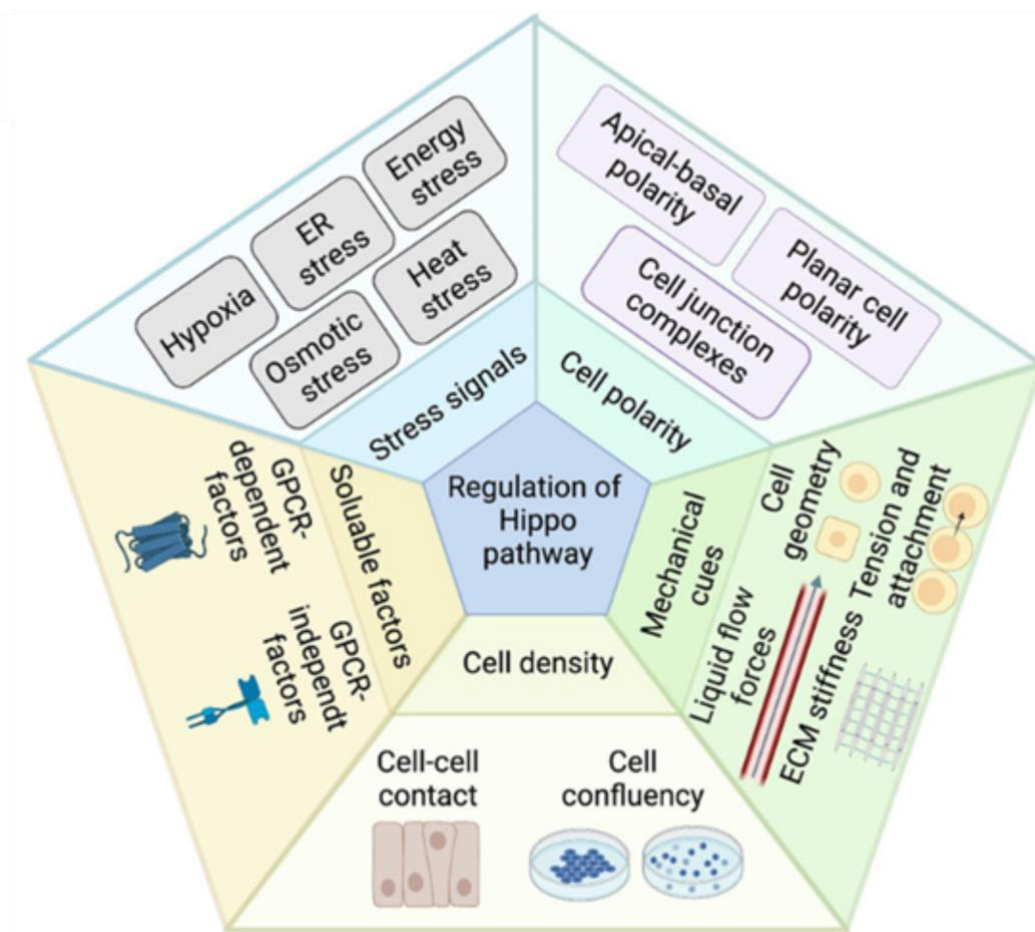 Energy
stress
ER
stress
Hypoxia
Heat
stress
Osmotic
stress
Stress signals
Apical-basal
polarity
Planar cell
polarity
Cell junction
complexes
Cell polarity
Regulation of
Hippo
pathway
GPCR-
dependent
factors
Soluable factors
GPCR-
independt
factors
Mechanical
cues
Cell
geometry
Tension and
attachment
Liquid flow
forces
ECM stiffness
Cell density
Cell-cell
contact
Cell
confluency